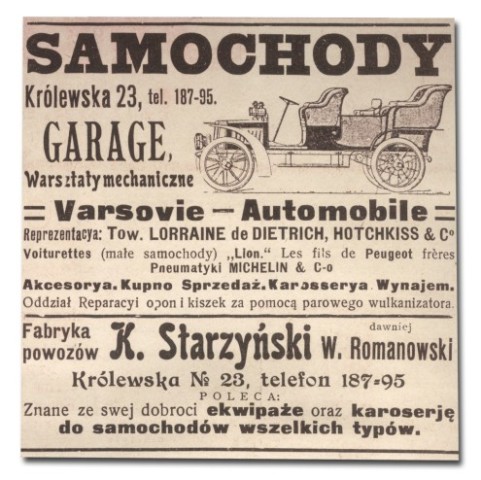 SAMOCHODY
Królewska 23, tel. 187-95.
GARAGE,
Warsztaty mechaniczne
= Varsovie — Automobile =
Reprezentacya: Tow. LORRAINE de DIETRICH, HOTCHKISS & Cº
Voiturettes (małe samochody) „Lion." Les fils de Peugeot frères
Pneumatyki MICHELIN & C-o
Akcesorya. Kupno Sprzedaż. Karosserya Wynajem.
Oddział Reparacyi opon i kiszek za pomocą parowego wulkanizatora.
Fabryka powozów K. Starzyński dawniej W. Romanowski
Królewska № 23, telefon 187=95
POLECA:
Znane ze swej dobroci ekwipaże oraz karoserję
do samochodów wszelkich typów.